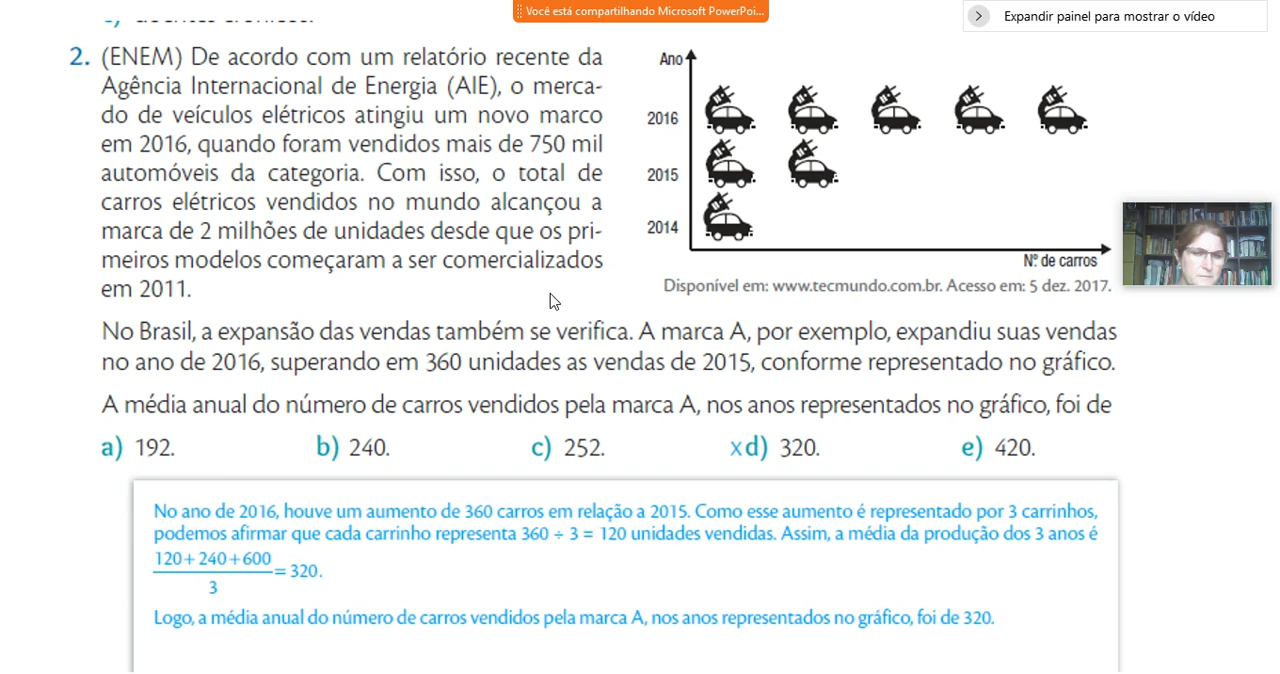 Você está compartilhando Microsoft PowerPoi...
Expandir painel para mostrar o vídeo
2. (ENEM) De acordo com um relatório recente da
Agência Internacional de Energia (AIE), o merca-
do de veículos elétricos atingiu um novo marco
em 2016, quando foram vendidos mais de 750 mil
automóveis da categoria. Com isso, o total de
carros elétricos vendidos no mundo alcançou a
marca de 2 milhões de unidades desde que os pri-
meiros modelos começaram a ser comercializados
em 2011.
Ano
2016
2015
2014
Nº de carros
Disponível em: www.tecmundo.com.br. Acesso em: 5 dez. 2017.
No Brasil, a expansão das vendas também se verifica. A marca A, por exemplo, expandiu suas vendas
no ano de 2016, superando em 360 unidades as vendas de 2015, conforme representado no gráfico.
A média anual do número de carros vendidos pela marca A, nos anos representados no gráfico, foi de
a) 192. b) 240. c) 252. xd) 320. e) 420.
No ano de 2016, houve um aumento de 360 carros em relação a 2015. Como esse aumento é representado por 3 carrinhos,
podemos afirmar que cada carrinho representa 360 ÷ 3 = 120 unidades vendidas. Assim, a média da produção dos 3 anos é
120+240+600
= 320.
3
Logo, a média anual do número de carros vendidos pela marca A, nos anos representados no gráfico, foi de 320.